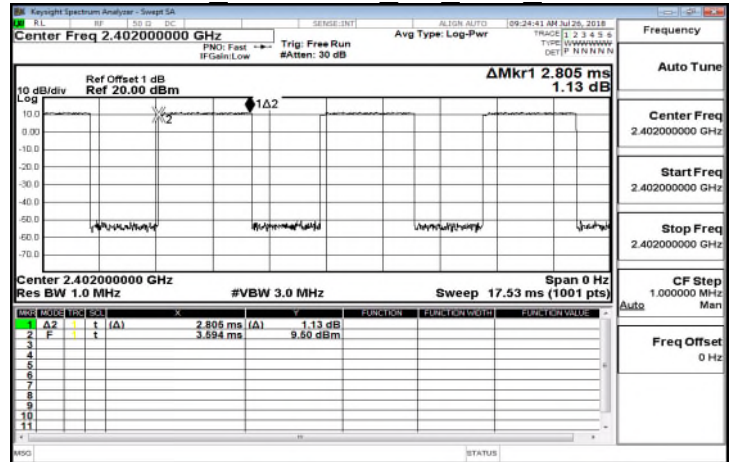 Keysight Spectrum Analyzer - Swept SA
RL RF 50 Ω DC SENSE:INT ALIGN AUTO 09:24:41 AM Jul 26, 2018
Center Freq 2.402000000 GHz
PNO: Fast
IFGain:Low
Trig: Free Run
#Atten: 30 dB
Avg Type: Log-Pwr
TRACE 1 2 3 4 5 6
TYPE WWWWWW
DET P N N N N N
Ref Offset 1 dB
10 dB/div Ref 20.00 dBm
Log
ΔMkr1 2.805 ms
1.13 dB
10.0
0.00
-10.0
-20.0
-30.0
-40.0
-50.0
-60.0
-70.0
2
1Δ2
Center 2.402000000 GHz Span 0 Hz
Res BW 1.0 MHz #VBW 3.0 MHz Sweep 17.53 ms (1001 pts)
MKR MODE TRC SCL X Y FUNCTION FUNCTION WIDTH FUNCTION VALUE
1 Δ2 1 t (Δ) 2.805 ms (Δ) 1.13 dB
2 F 1 t 3.594 ms 9.50 dBm
3
4
5
6
7
8
9
10
11
MSG STATUS
Frequency
Auto Tune
Center Freq
2.402000000 GHz
Start Freq
2.402000000 GHz
Stop Freq
2.402000000 GHz
CF Step
1.000000 MHz
Auto Man
Freq Offset
0 Hz